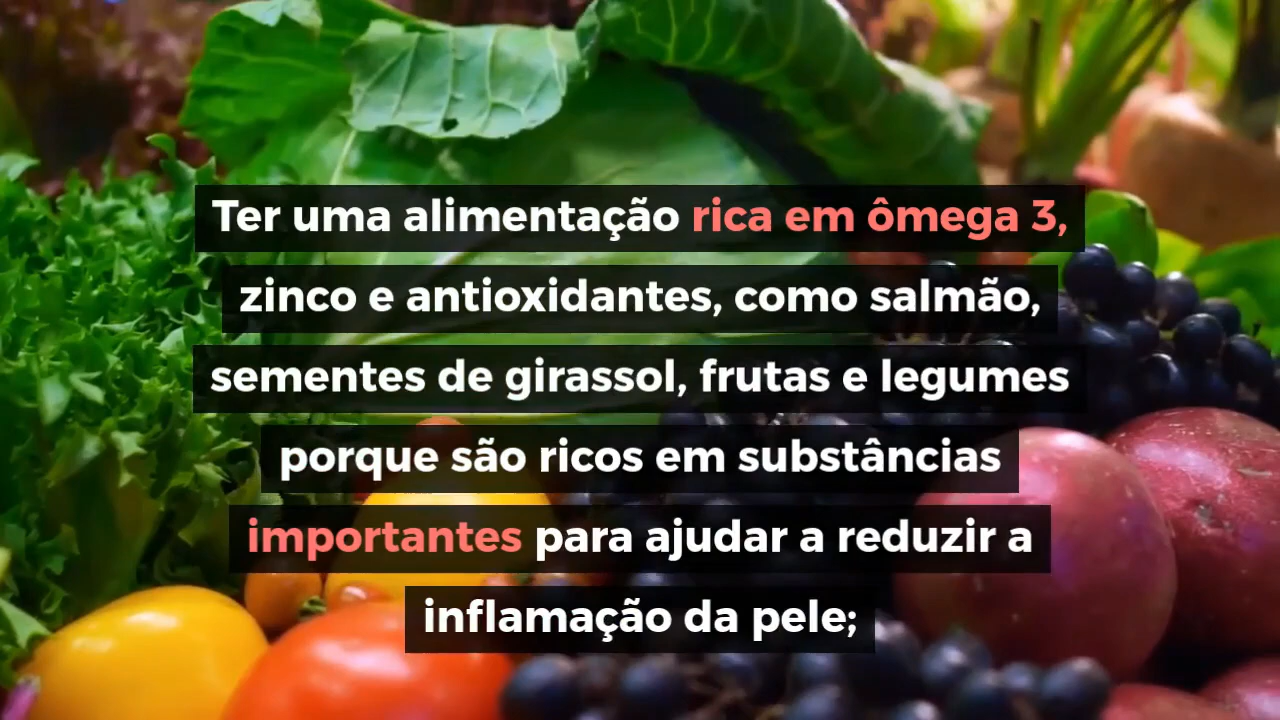 Ter uma alimentação rica em ômega 3,
zinco e antioxidantes, como salmão,
sementes de girassol, frutas e legumes
porque são ricos em substâncias
importantes para ajudar a reduzir a
inflamação da pele;